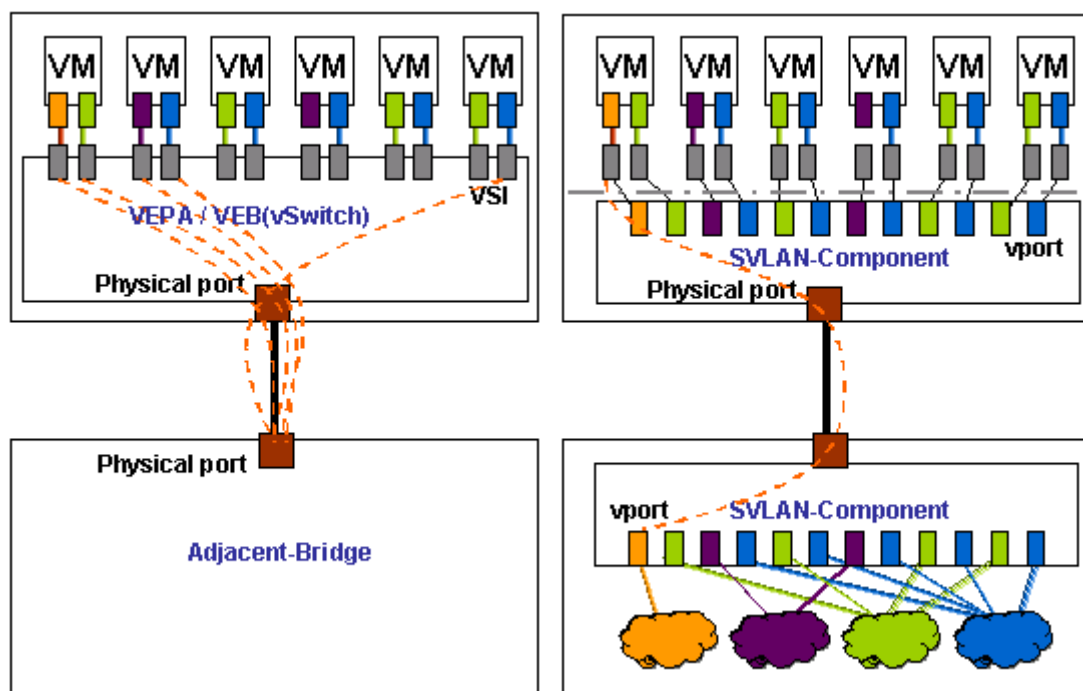 VM VM VM VM VM VM
VSI
VEPA / VEB(vSwitch)
Physical port
Physical port
Adjacent-Bridge
VM VM VM VM VM VM
vport
SVLAN-Component
Physical port
vport
SVLAN-Component